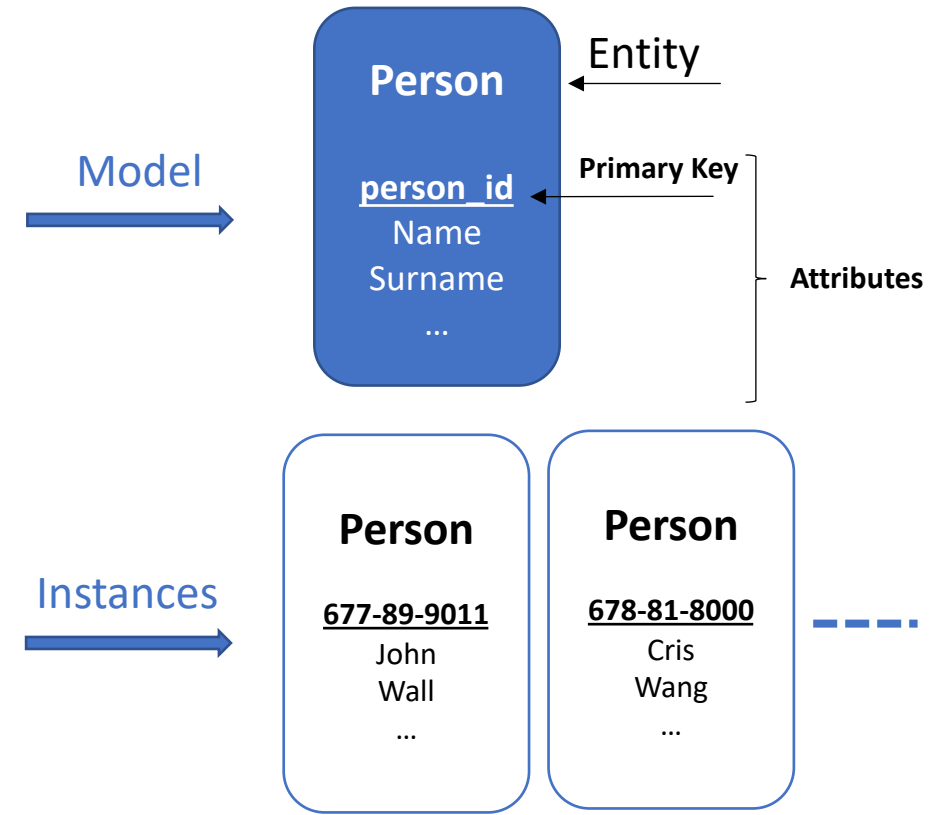 Person
Entity
Model
person_id
Primary Key
Name
Surname
...
Attributes
Instances
Person
677-89-9011
John
Wall
...
Person
678-81-8000
Cris
Wang
...